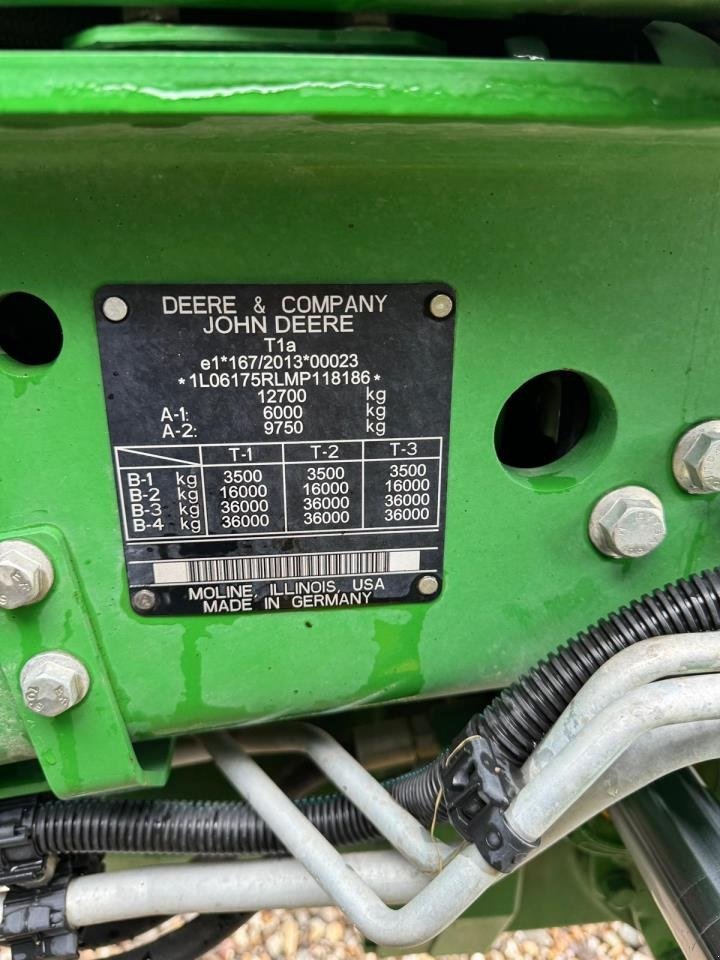 DEERE & COMPANY
JOHN DEERE
T1a
e1*167/2013*00023
*1L06175RLMP118186*
12700 kg
A-1: 6000 kg
A-2: 9750 kg
T-1 T-2 T-3
B-1 kg 3500 3500 3500
B-2 kg 16000 16000 16000
B-3 kg 36000 36000 36000
B-4 kg 36000 36000 36000
MOLINE, ILLINOIS, USA
MADE IN GERMANY